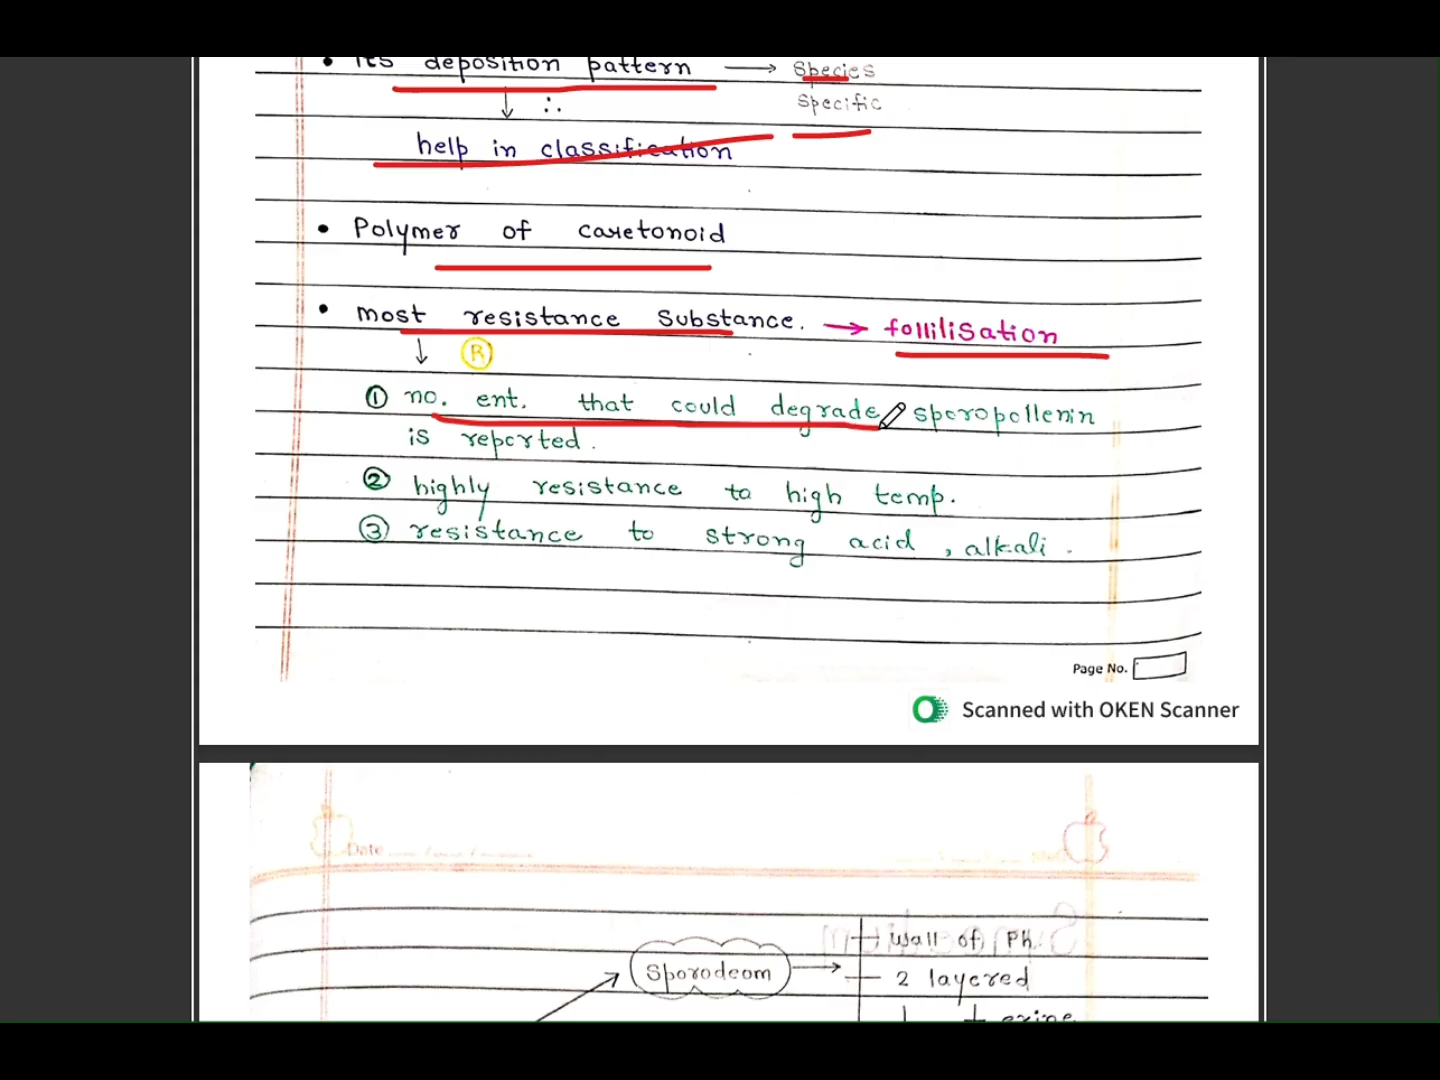 • Its deposition pattern → Species
↓ ∴ Specific
help in classification
• Polymer of caretonoid
• most resistance Substance. → follilisation
↓ R
① no. ent. that could degrade sporopollenin
is reported.
② highly resistance to high temp.
③ resistance to strong acid, alkali.
Page No.
Scanned with OKEN Scanner
Date
wall of Ph.
Sporodeom → 2 layered
exine